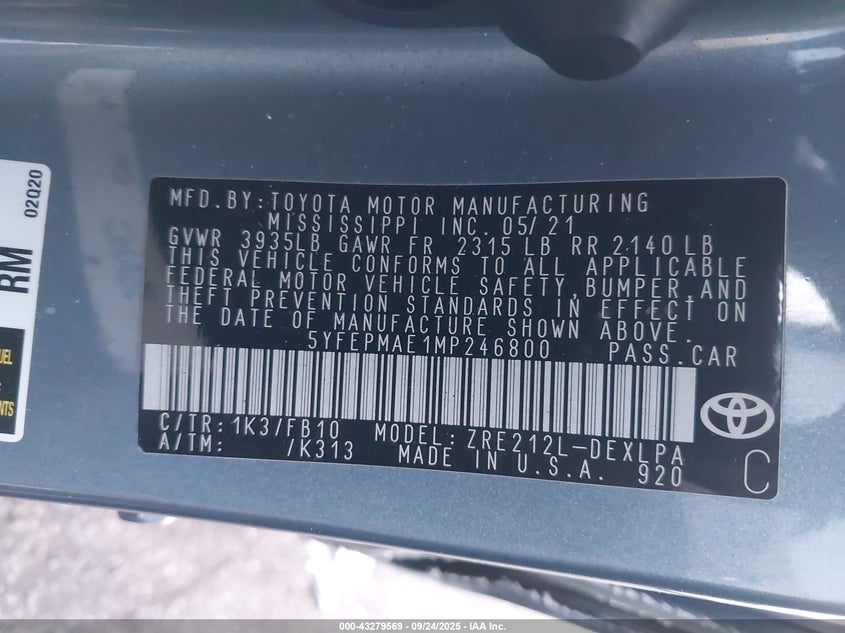 MFD.BY:TOYOTA MOTOR MANUFACTURING
MISSISSIPPI INC. 05/21
GVWR 3935LB GAWR FR 2315 LB RR 2140 LB
THIS VEHICLE CONFORMS TO ALL APPLICABLE
FEDERAL MOTOR VEHICLE SAFETY,BUMPER,AND
THEFT PREVENTION STANDARDS IN EFFECT ON
THE DATE OF MANUFACTURE SHOWN ABOVE.
5YFEPMAE1MP246800 PASS.CAR
C/TR:1K3/FB10 MODEL:ZRE212L-DEXLPA
A/TM: /K313 MADE IN U.S.A. 920
C
RM
02Q20
UEL
NTS
000-43279569 - 09/24/2025 - IAA Inc.